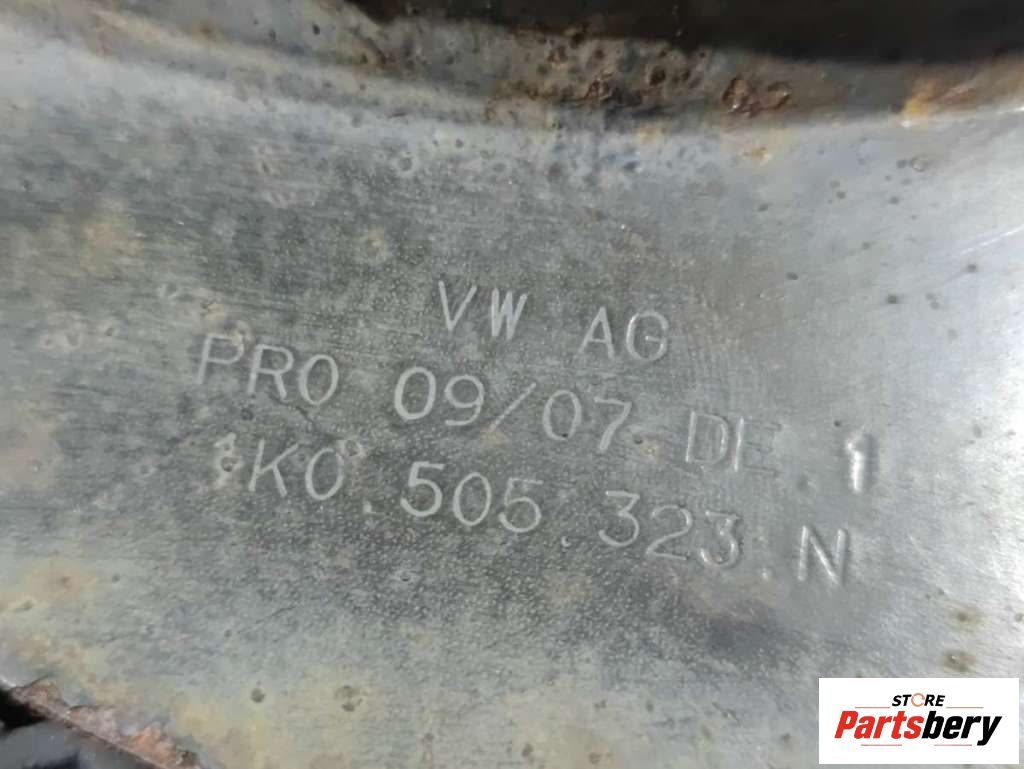 VW AG
PRO 09/07 DE.1
1K0.505.323.N
STORE
Partsbery